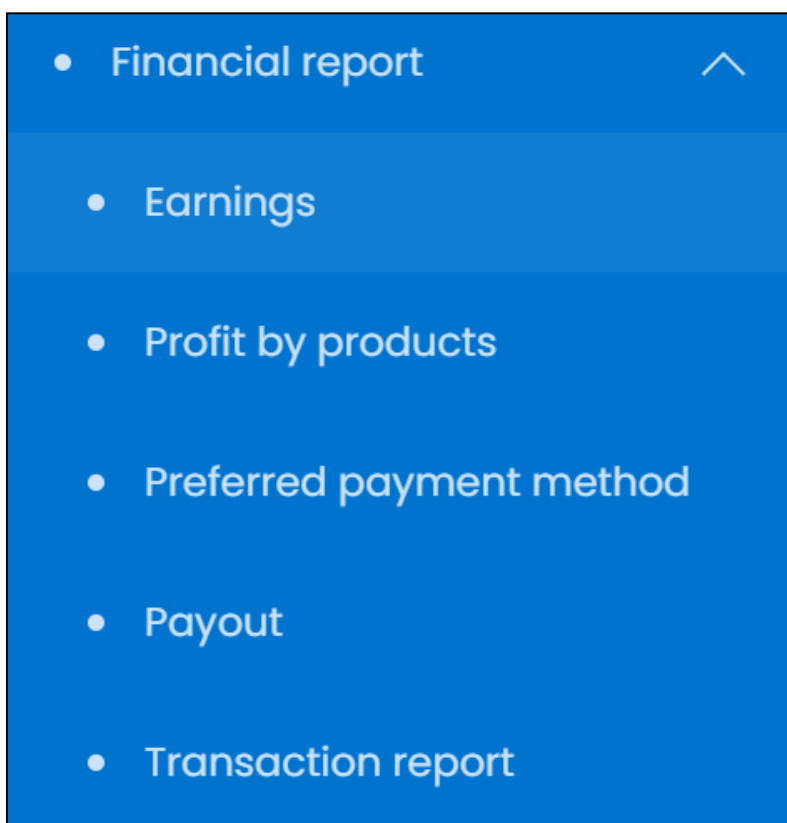 Financial report
Earnings
Profit by products
Preferred payment method
Payout
Transaction report